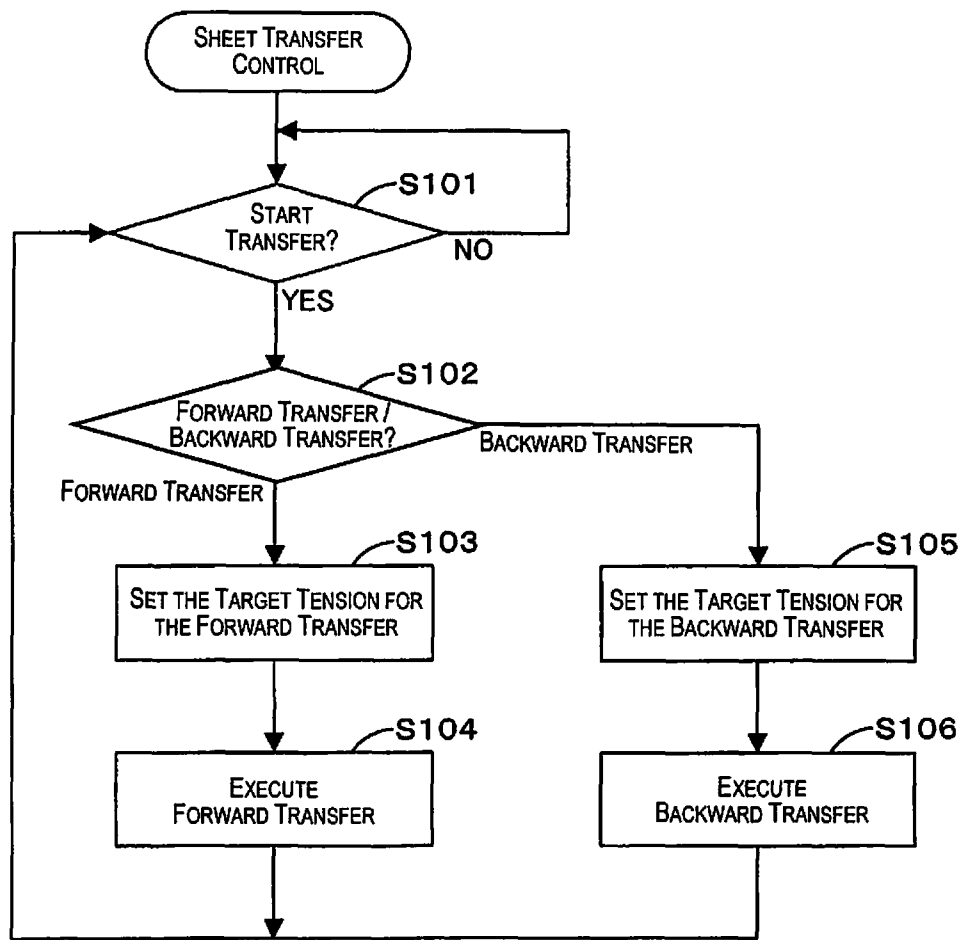 SHEET TRANSFER
CONTROL
S101
START
TRANSFER?
NO
YES
S102
FORWARD TRANSFER /
BACKWARD TRANSFER?
BACKWARD TRANSFER
FORWARD TRANSFER
S103
SET THE TARGET TENSION FOR
THE FORWARD TRANSFER
S105
SET THE TARGET TENSION FOR
THE BACKWARD TRANSFER
S104
EXECUTE
FORWARD TRANSFER
S106
EXECUTE
BACKWARD TRANSFER